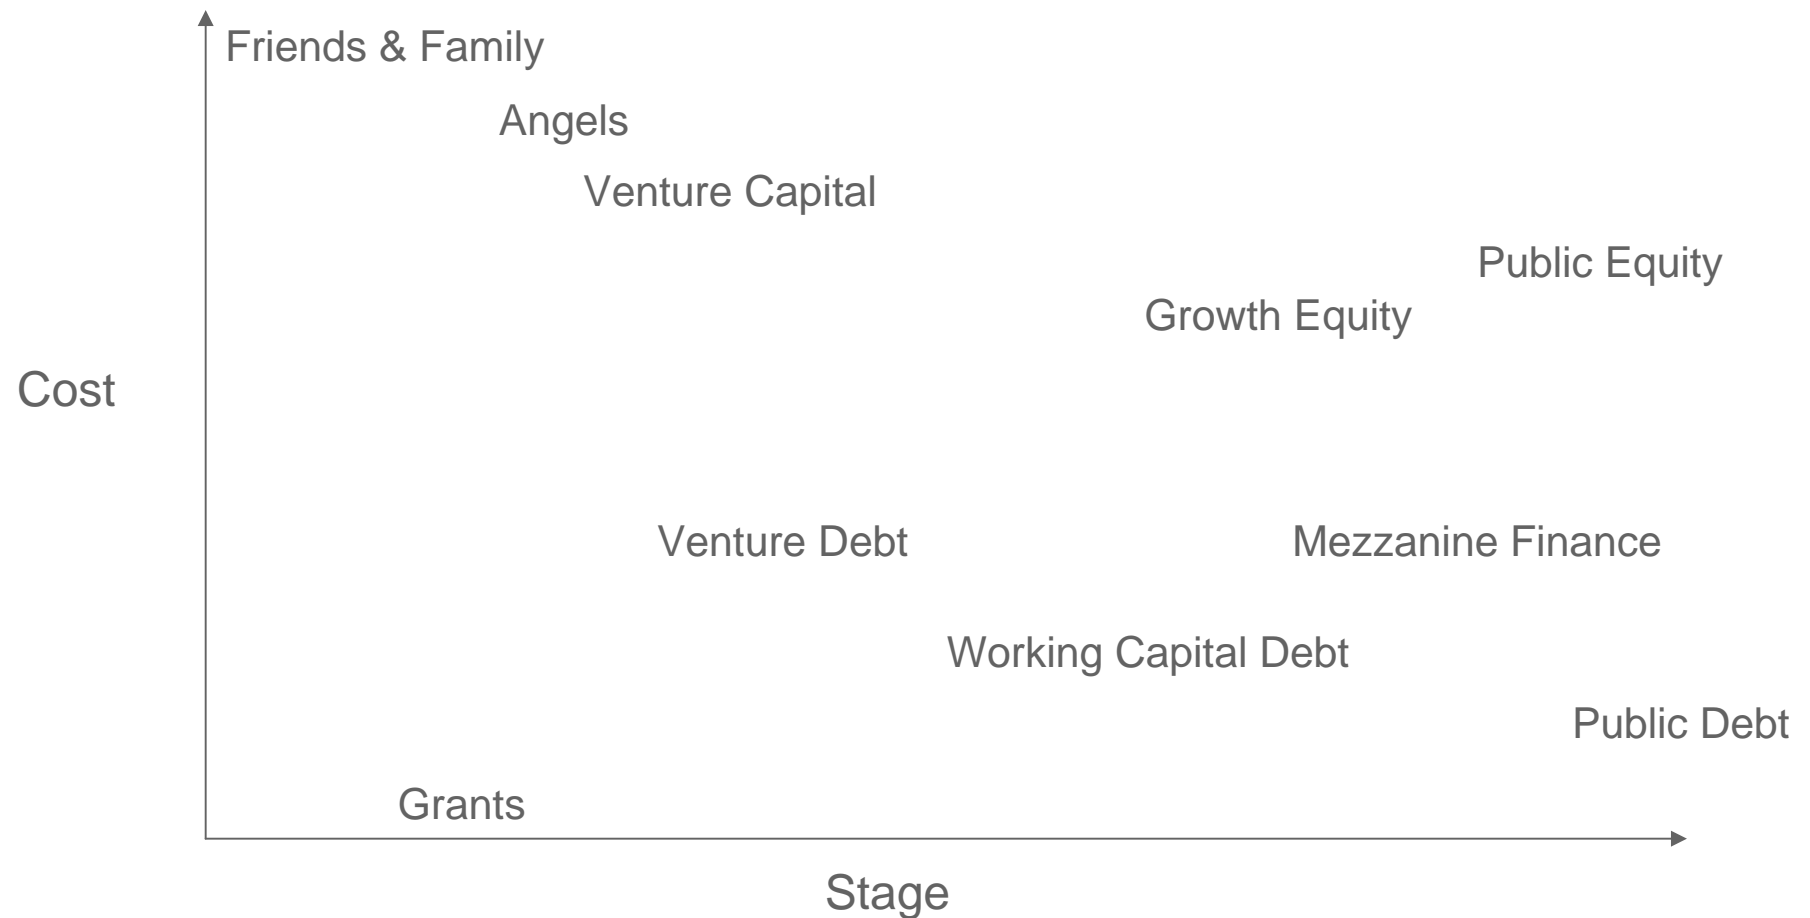 Friends & Family
Angels
Venture Capital
Public Equity
Growth Equity
Cost
Venture Debt
Mezzanine Finance
Working Capital Debt
Public Debt
Grants
Stage